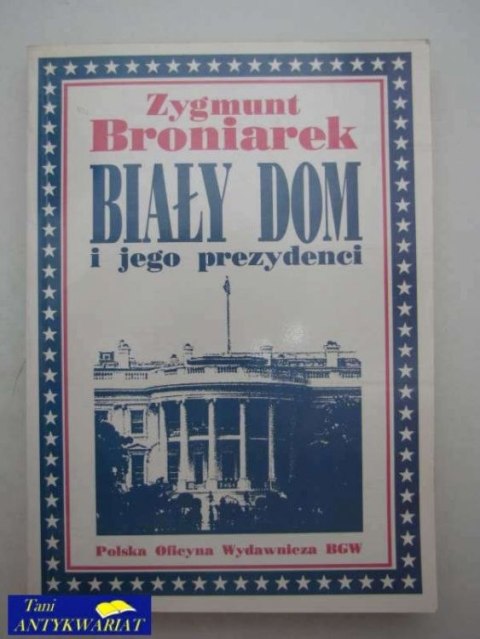 Zygmunt
Broniarek
BIAŁY DOM
i jego prezydenci
Polska Oficyna Wydawnicza BGW
Tani
ANTYKWARIAT